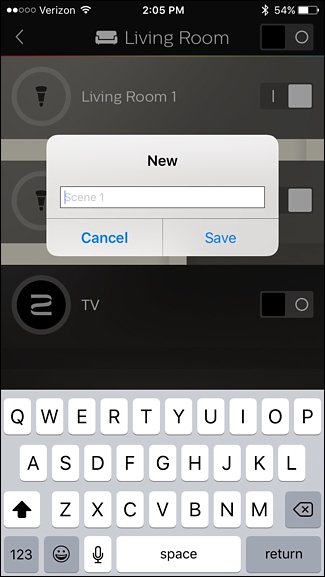 Verizon 2:05 PM 54%
Living Room
Living Room 1
New
Scene 1
Cancel Save
TV
Q W E R T Y U I O P
A S D F G H J K L
Z X C V B N M
123 space return